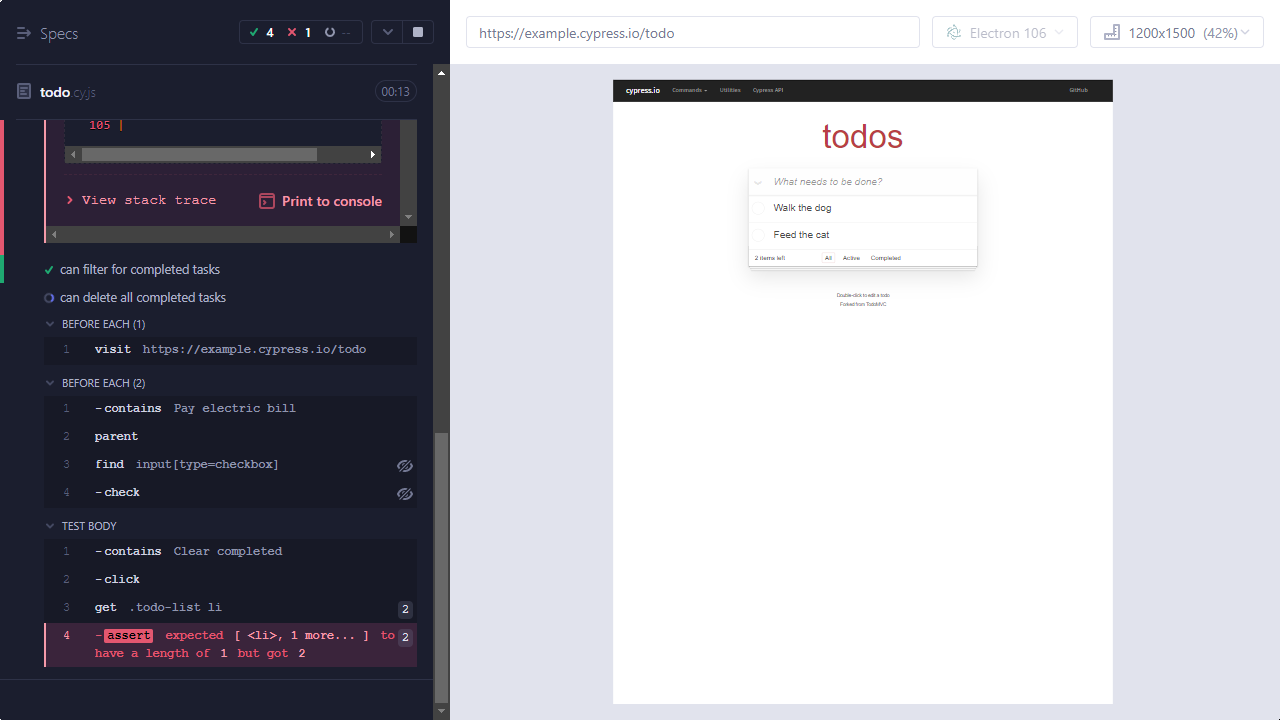 Specs
4 1 --
todo.cy.js 00:13
105 |
View stack trace Print to console
can filter for completed tasks
can delete all completed tasks
BEFORE EACH (1)
1 visit https://example.cypress.io/todo
BEFORE EACH (2)
1 -contains Pay electric bill
2 parent
3 find input[type=checkbox]
4 -check
TEST BODY
1 -contains Clear completed
2 -click
3 get .todo-list li 2
4 -assert expected [ <li>, 1 more... ] to 2
have a length of 1 but got 2
https://example.cypress.io/todo
Electron 106
1200x1500 (42%)
cypress.io Commands Utilities Cypress API GitHub
todos
What needs to be done?
Walk the dog
Feed the cat
2 items left All Active Completed
Double-click to edit a todo
Forked from TodoMVC